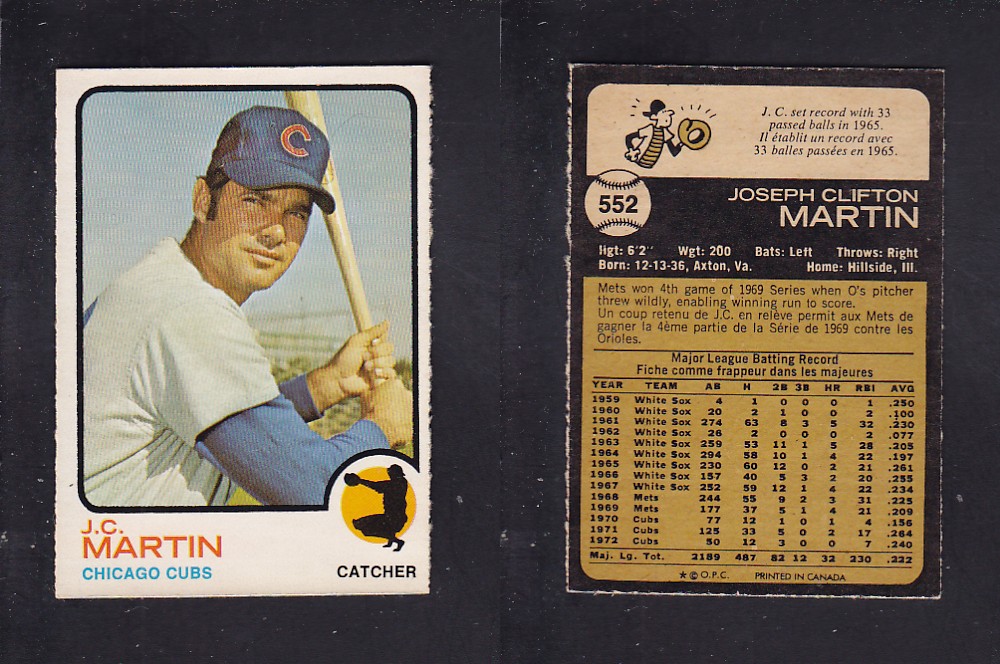 C
J.C.
MARTIN
CHICAGO CUBS
CATCHER
J. C. set record with 33
passed balls in 1965.
Il établit un record avec
33 balles passées en 1965.
552
JOSEPH CLIFTON
MARTIN
Hgt: 6'2" Wgt: 200 Bats: Left Throws: Right
Born: 12-13-36, Axton, Va. Home: Hillside, Ill.
Mets won 4th game of 1969 Series when O's pitcher
threw wildly, enabling winning run to score.
Un coup retenu de J.C. en relève permit aux Mets de
gagner la 4ème partie de la Série de 1969 contre les
Orioles.
Major League Batting Record
Fiche comme frappeur dans les majeures
YEAR TEAM AB H 2B 3B HR RBI AVG
1959 White Sox 4 1 0 0 0 1 .250
1960 White Sox 20 2 1 0 0 2 .100
1961 White Sox 274 63 8 3 5 32 .230
1962 White Sox 26 2 0 0 0 2 .077
1963 White Sox 259 53 11 1 5 28 .205
1964 White Sox 294 58 10 1 4 22 .197
1965 White Sox 230 60 12 0 2 21 .261
1966 White Sox 157 40 5 3 2 20 .255
1967 White Sox 252 59 12 1 4 22 .234
1968 Mets 244 55 9 2 3 31 .225
1969 Mets 177 37 5 1 4 21 .209
1970 Cubs 77 12 1 0 1 4 .156
1971 Cubs 125 33 5 0 2 17 .264
1972 Cubs 50 12 3 0 0 7 .240
Maj. Lg. Tot. 2189 487 82 12 32 230 .222
★ © O.P.C. PRINTED IN CANADA